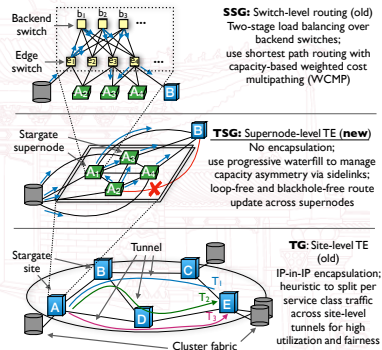 Backend switch
b₁ b₂ b₃ ...
Edge switch
a₁ a₂ a₃ a₄ ...
A₂ A₃ B
SSG: Switch-level routing (old)
Two-stage load balancing over
backend switches;
use shortest path routing with
capacity-based weighted cost
multipathing (WCMP)
Stargate supernode
A₁ A₂ A₃ A₄ B
TSG: Supernode-level TE (new)
No encapsulation;
use progressive waterfill to manage
capacity asymmetry via sidelinks;
loop-free and blackhole-free route
update across supernodes
Stargate site
Tunnel
A B C D E
T₁
T₂
T₃
Cluster fabric
TG: Site-level TE
(old)
IP-in-IP encapsulation;
heuristic to split per
service class traffic
across site-level
tunnels for high
utilization and fairness